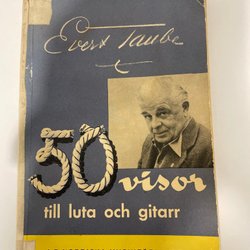 Evert Taube
50 visor
till luta och gitarr